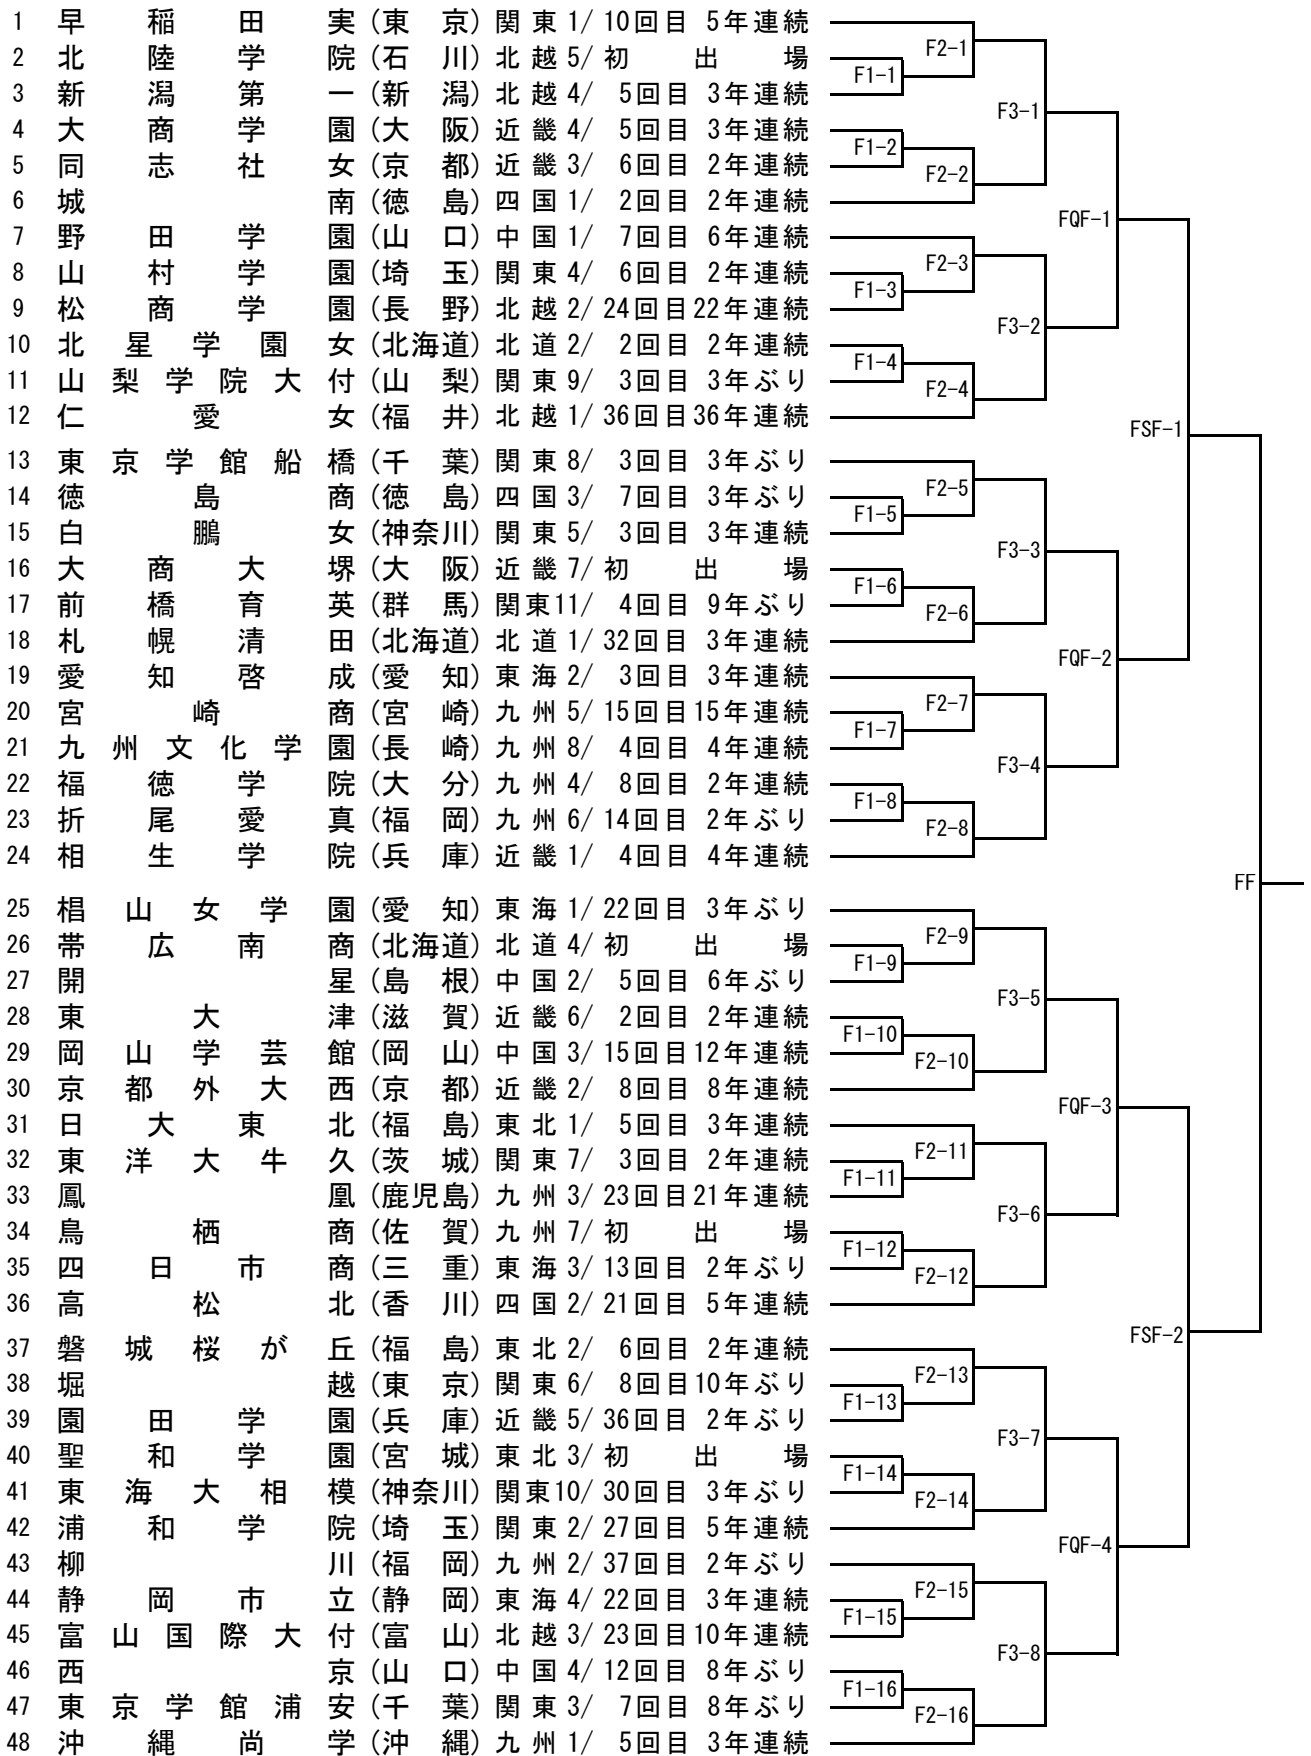 1 早稲田実(東京)関東1/10回目 5年連続
2 北陸学院(石川)北越5/初出場
3 新潟第一(新潟)北越4/ 5回目 3年連続
4 大商学園(大阪)近畿4/ 5回目 3年連続
5 同志社女(京都)近畿3/ 6回目 2年連続
6 城南(徳島)四国1/ 2回目 2年連続
7 野田学園(山口)中国1/ 7回目 6年連続
8 山村学園(埼玉)関東4/ 6回目 2年連続
9 松商学園(長野)北越2/24回目22年連続
10 北星学園女(北海道)北道2/ 2回目 2年連続
11 山梨学院大付(山梨)関東9/ 3回目 3年ぶり
12 仁愛女(福井)北越1/36回目36年連続
13 東京学館船橋(千葉)関東8/ 3回目 3年ぶり
14 徳島商(徳島)四国3/ 7回目 3年ぶり
15 白鵬女(神奈川)関東5/ 3回目 3年連続
16 大商大堺(大阪)近畿7/初出場
17 前橋育英(群馬)関東11/ 4回目 9年ぶり
18 札幌清田(北海道)北道1/32回目 3年連続
19 愛知啓成(愛知)東海2/ 3回目 3年連続
20 宮崎商(宮崎)九州5/15回目15年連続
21 九州文化学園(長崎)九州8/ 4回目 4年連続
22 福徳学院(大分)九州4/ 8回目 2年連続
23 折尾愛真(福岡)九州6/14回目 2年ぶり
24 相生学院(兵庫)近畿1/ 4回目 4年連続
25 椙山女学園(愛知)東海1/22回目 3年ぶり
26 帯広南商(北海道)北道4/初出場
27 開星(島根)中国2/ 5回目 6年ぶり
28 東大津(滋賀)近畿6/ 2回目 2年連続
29 岡山学芸館(岡山)中国3/15回目12年連続
30 京都外大西(京都)近畿2/ 8回目 8年連続
31 日大東北(福島)東北1/ 5回目 3年連続
32 東洋大牛久(茨城)関東7/ 3回目 2年連続
33 鳳凰(鹿児島)九州3/23回目21年連続
34 鳥栖商(佐賀)九州7/初出場
35 四日市商(三重)東海3/13回目 2年ぶり
36 高松北(香川)四国2/21回目 5年連続
37 磐城桜が丘(福島)東北2/ 6回目 2年連続
38 堀越(東京)関東6/ 8回目10年ぶり
39 園田学園(兵庫)近畿5/36回目 2年ぶり
40 聖和学園(宮城)東北3/初出場
41 東海大相模(神奈川)関東10/30回目 3年ぶり
42 浦和学院(埼玉)関東2/27回目 5年連続
43 柳川(福岡)九州2/37回目 2年ぶり
44 静岡市立(静岡)東海4/22回目 3年連続
45 富山国際大付(富山)北越3/23回目10年連続
46 西京(山口)中国4/12回目 8年ぶり
47 東京学館浦安(千葉)関東3/ 7回目 8年ぶり
48 沖縄尚学(沖縄)九州1/ 5回目 3年連続
F1-1
F1-2
F1-3
F1-4
F1-5
F1-6
F1-7
F1-8
F1-9
F1-10
F1-11
F1-12
F1-13
F1-14
F1-15
F1-16
F2-1
F2-2
F2-3
F2-4
F2-5
F2-6
F2-7
F2-8
F2-9
F2-10
F2-11
F2-12
F2-13
F2-14
F2-15
F2-16
F3-1
F3-2
F3-3
F3-4
F3-5
F3-6
F3-7
F3-8
FQF-1
FQF-2
FQF-3
FQF-4
FSF-1
FSF-2
FF